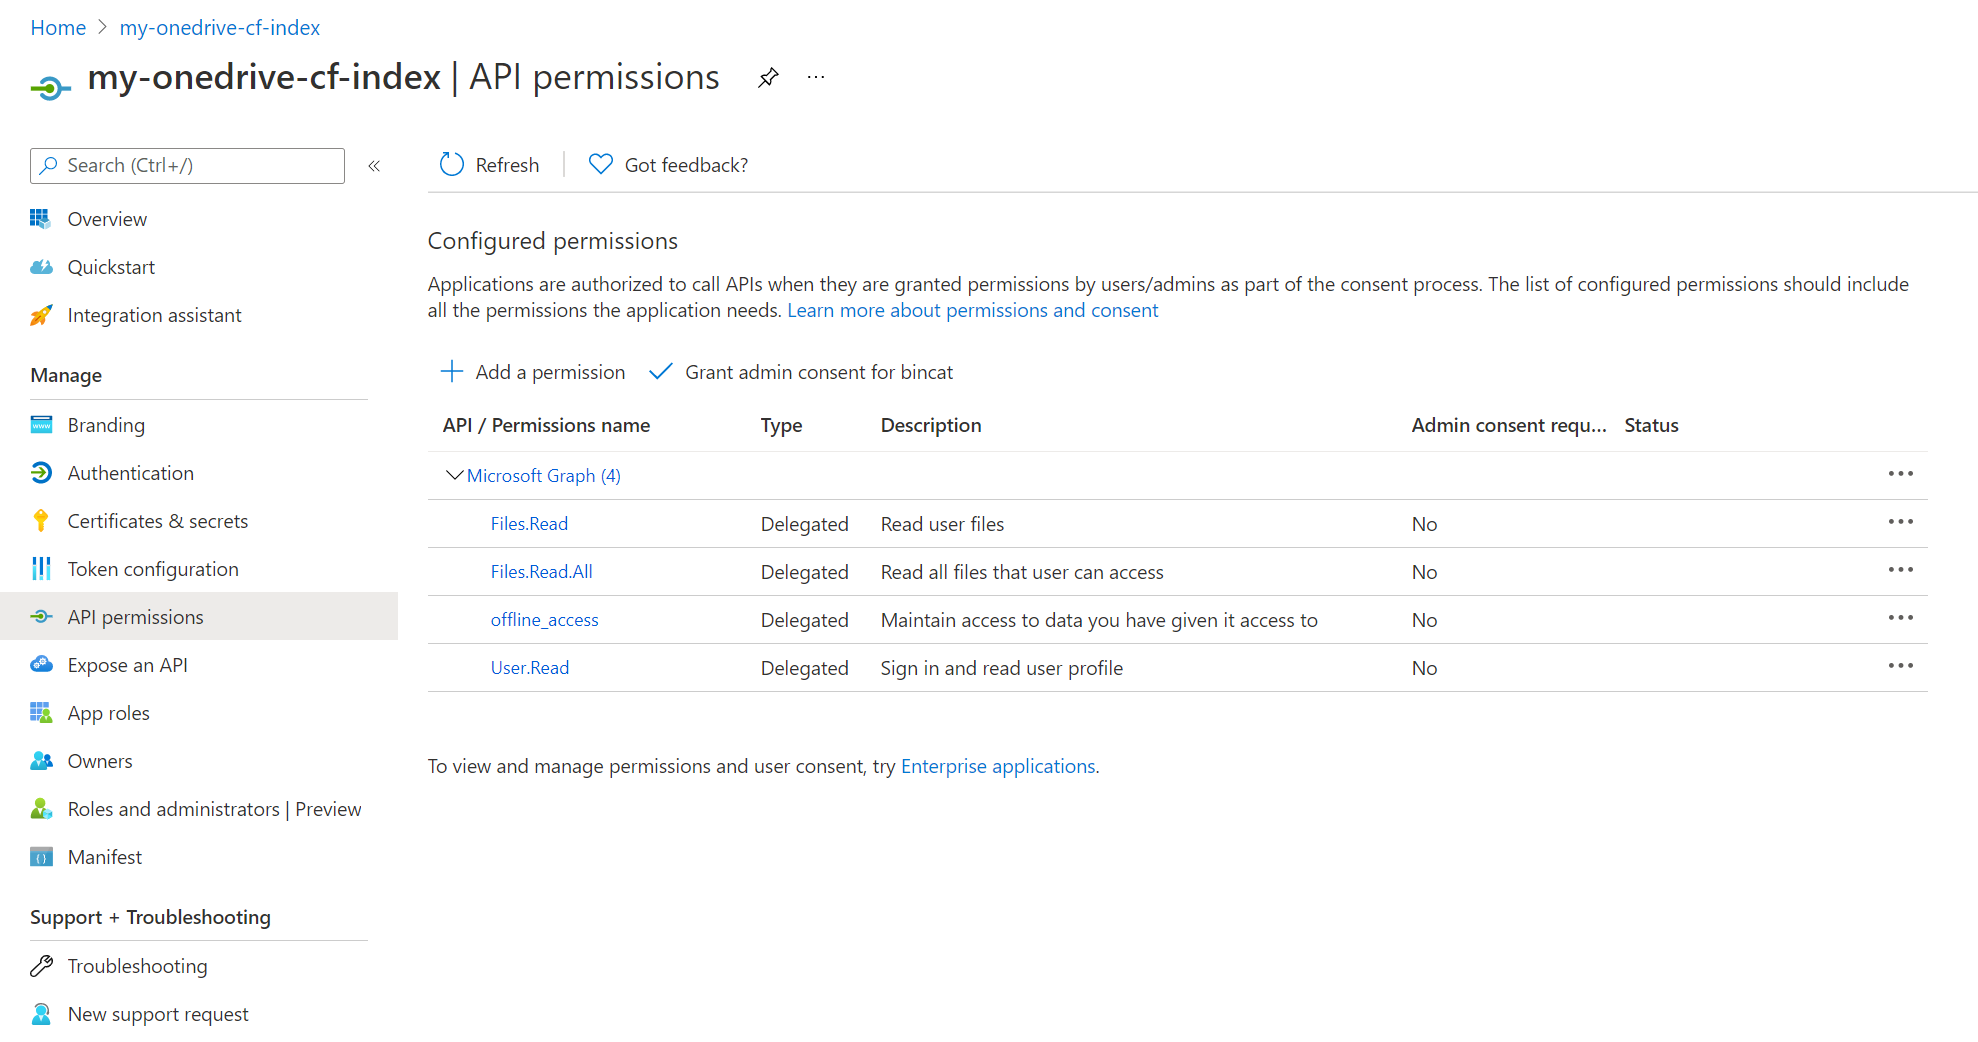 Home > my-onedrive-cf-index
my-onedrive-cf-index | API permissions ...
Search (Ctrl+/) «
Overview
Quickstart
Integration assistant
Manage
Branding
Authentication
Certificates & secrets
Token configuration
API permissions
Expose an API
App roles
Owners
Roles and administrators | Preview
Manifest
Support + Troubleshooting
Troubleshooting
New support request
Refresh | Got feedback?
Configured permissions
Applications are authorized to call APIs when they are granted permissions by users/admins as part of the consent process. The list of configured permissions should include
all the permissions the application needs. Learn more about permissions and consent
Add a permission Grant admin consent for bincat
API / Permissions name Type Description Admin consent requ... Status
Microsoft Graph (4) ...
Files.Read Delegated Read user files No ...
Files.Read.All Delegated Read all files that user can access No ...
offline_access Delegated Maintain access to data you have given it access to No ...
User.Read Delegated Sign in and read user profile No ...
To view and manage permissions and user consent, try Enterprise applications.